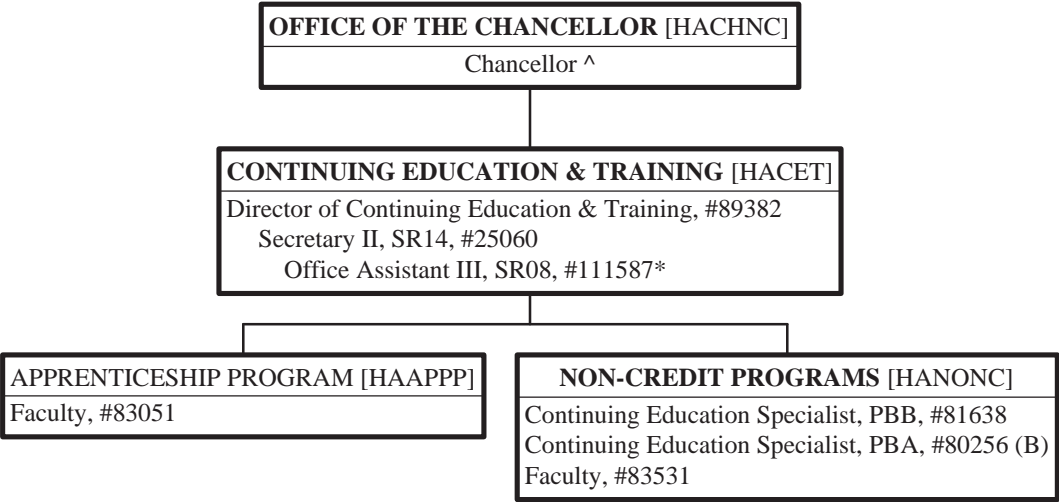 OFFICE OF THE CHANCELLOR [HACHNC]
Chancellor ^
CONTINUING EDUCATION & TRAINING [HACET]
Director of Continuing Education & Training, #89382
Secretary II, SR14, #25060
Office Assistant III, SR08, #111587*
APPRENTICESHIP PROGRAM [HAAPPP]
Faculty, #83051
NON-CREDIT PROGRAMS [HANONC]
Continuing Education Specialist, PBB, #81638
Continuing Education Specialist, PBA, #80256 (B)
Faculty, #83531